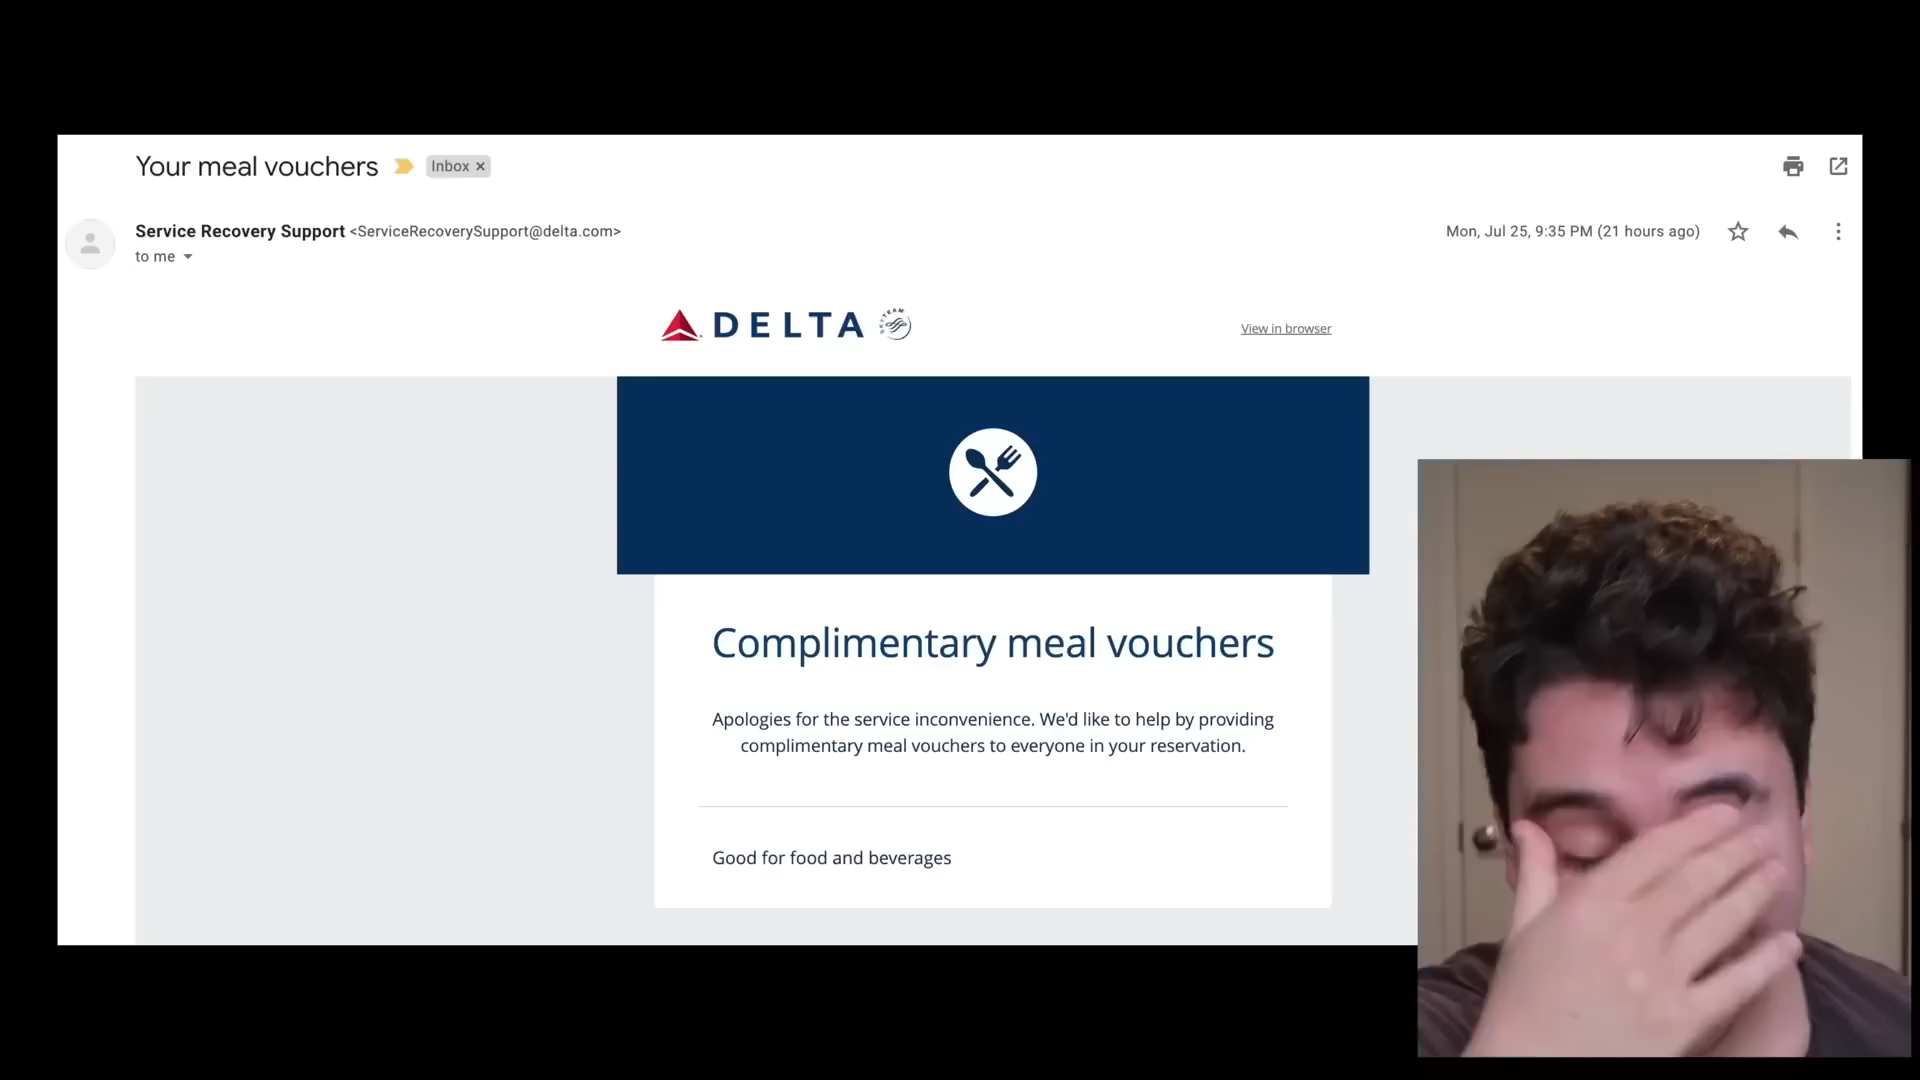 Your meal vouchers
Inbox ×
Service Recovery Support <ServiceRecoverySupport@delta.com>
Mon, Jul 25, 9:35 PM (21 hours ago)
to me
DELTA
SKYTEAM
View in browser
Complimentary meal vouchers
Apologies for the service inconvenience. We'd like to help by providing
complimentary meal vouchers to everyone in your reservation.
Good for food and beverages